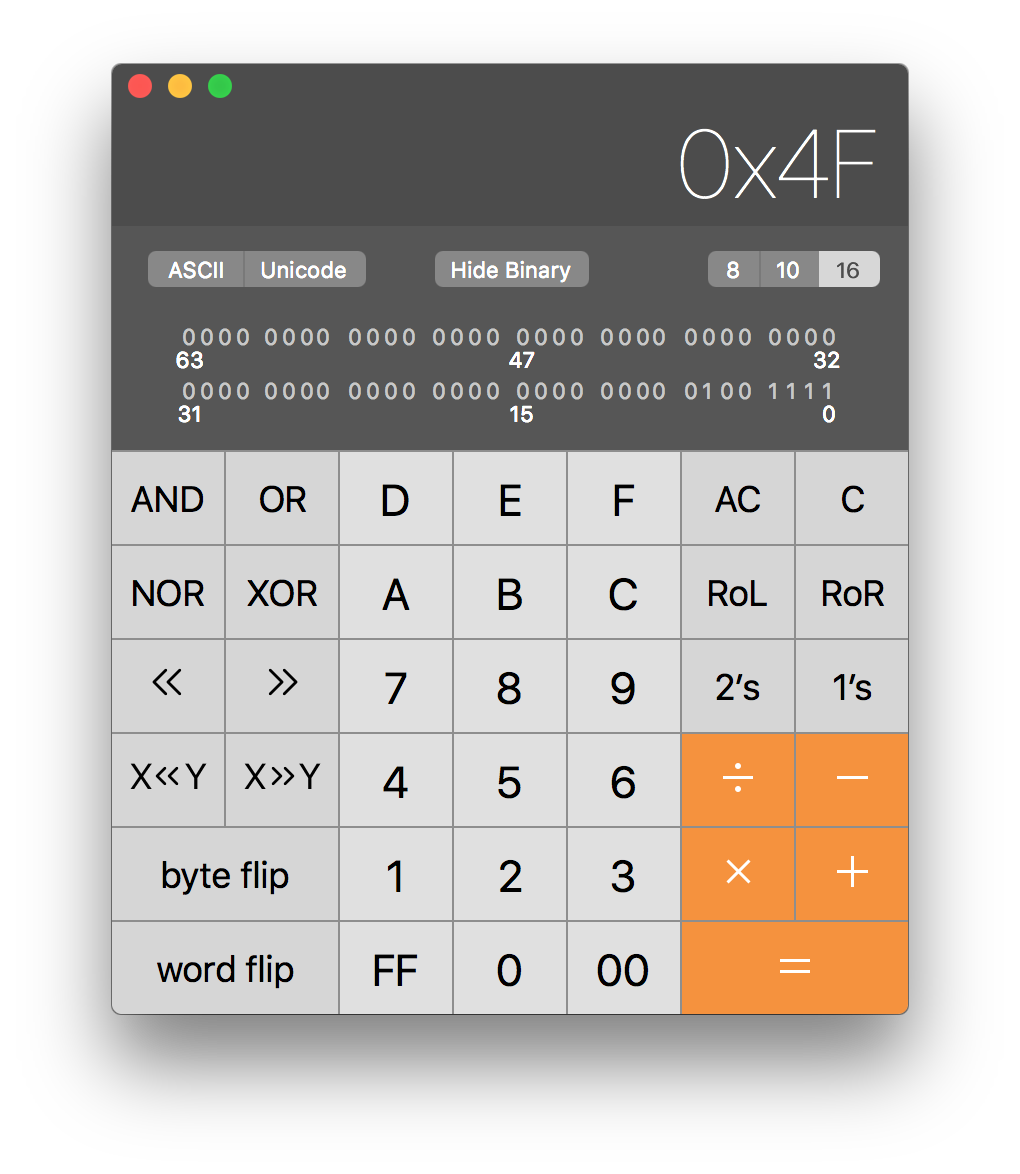 0x4F
ASCII Unicode Hide Binary 8 10 16
0000 0000 0000 0000 0000 0000 0000 0000
63 47 32
0000 0000 0000 0000 0000 0000 0100 1111
31 15 0
AND OR D E F AC C
NOR XOR A B C RoL RoR
<< >> 7 8 9 2’s 1’s
X<<Y X>>Y 4 5 6 ÷ −
byte flip 1 2 3 × +
word flip FF 0 00 =